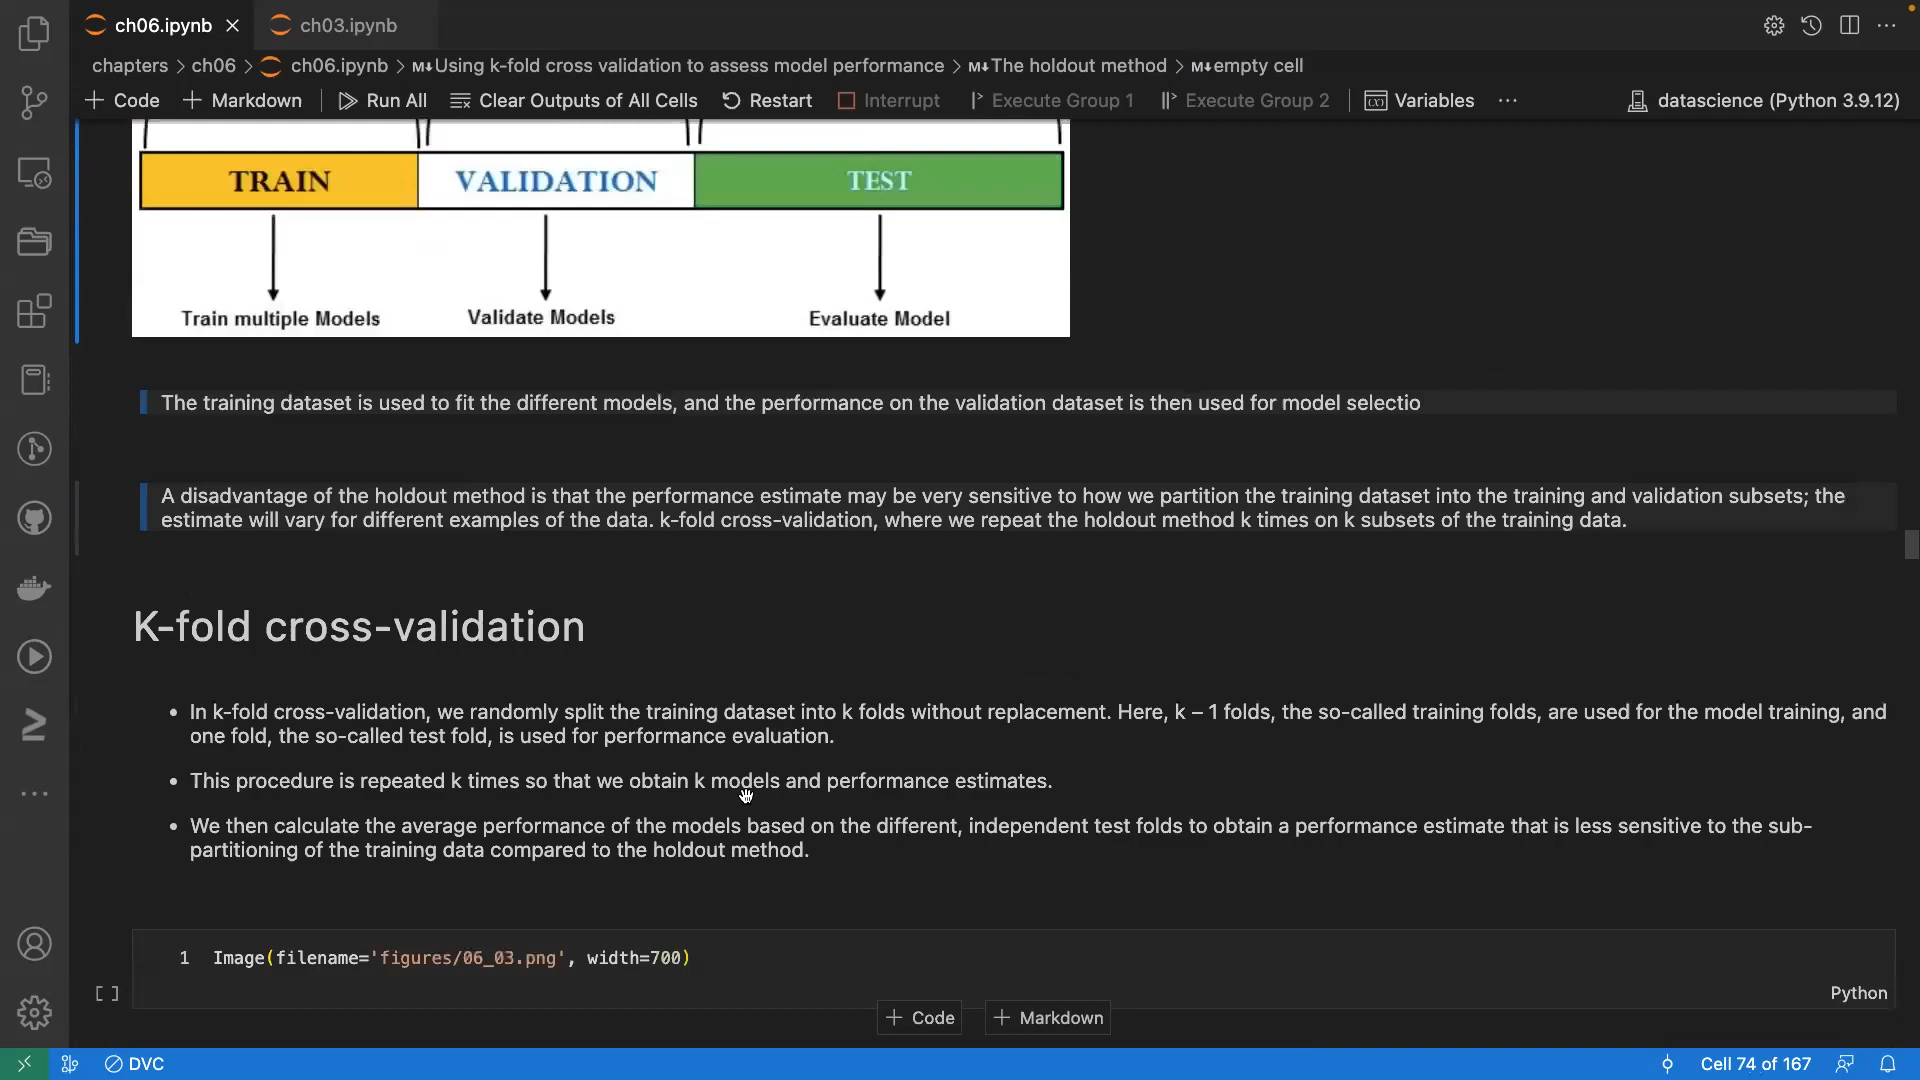 ch06.ipynb
ch03.ipynb
chapters > ch06 > ch06.ipynb > M↓Using k-fold cross validation to assess model performance > M↓The holdout method > M↓empty cell
+ Code + Markdown | Run All Clear Outputs of All Cells Restart Interrupt Execute Group 1 Execute Group 2 | Variables ... datascience (Python 3.9.12)
TRAIN VALIDATION TEST
Train multiple Models Validate Models Evaluate Model
The training dataset is used to fit the different models, and the performance on the validation dataset is then used for model selectio
A disadvantage of the holdout method is that the performance estimate may be very sensitive to how we partition the training dataset into the training and validation subsets; the
estimate will vary for different examples of the data. k-fold cross-validation, where we repeat the holdout method k times on k subsets of the training data.
K-fold cross-validation
• In k-fold cross-validation, we randomly split the training dataset into k folds without replacement. Here, k – 1 folds, the so-called training folds, are used for the model training, and
one fold, the so-called test fold, is used for performance evaluation.
• This procedure is repeated k times so that we obtain k models and performance estimates.
• We then calculate the average performance of the models based on the different, independent test folds to obtain a performance estimate that is less sensitive to the sub-
partitioning of the training data compared to the holdout method.
1 Image(filename='figures/06_03.png', width=700)
[ ]
Python
+ Code + Markdown
DVC
Cell 74 of 167